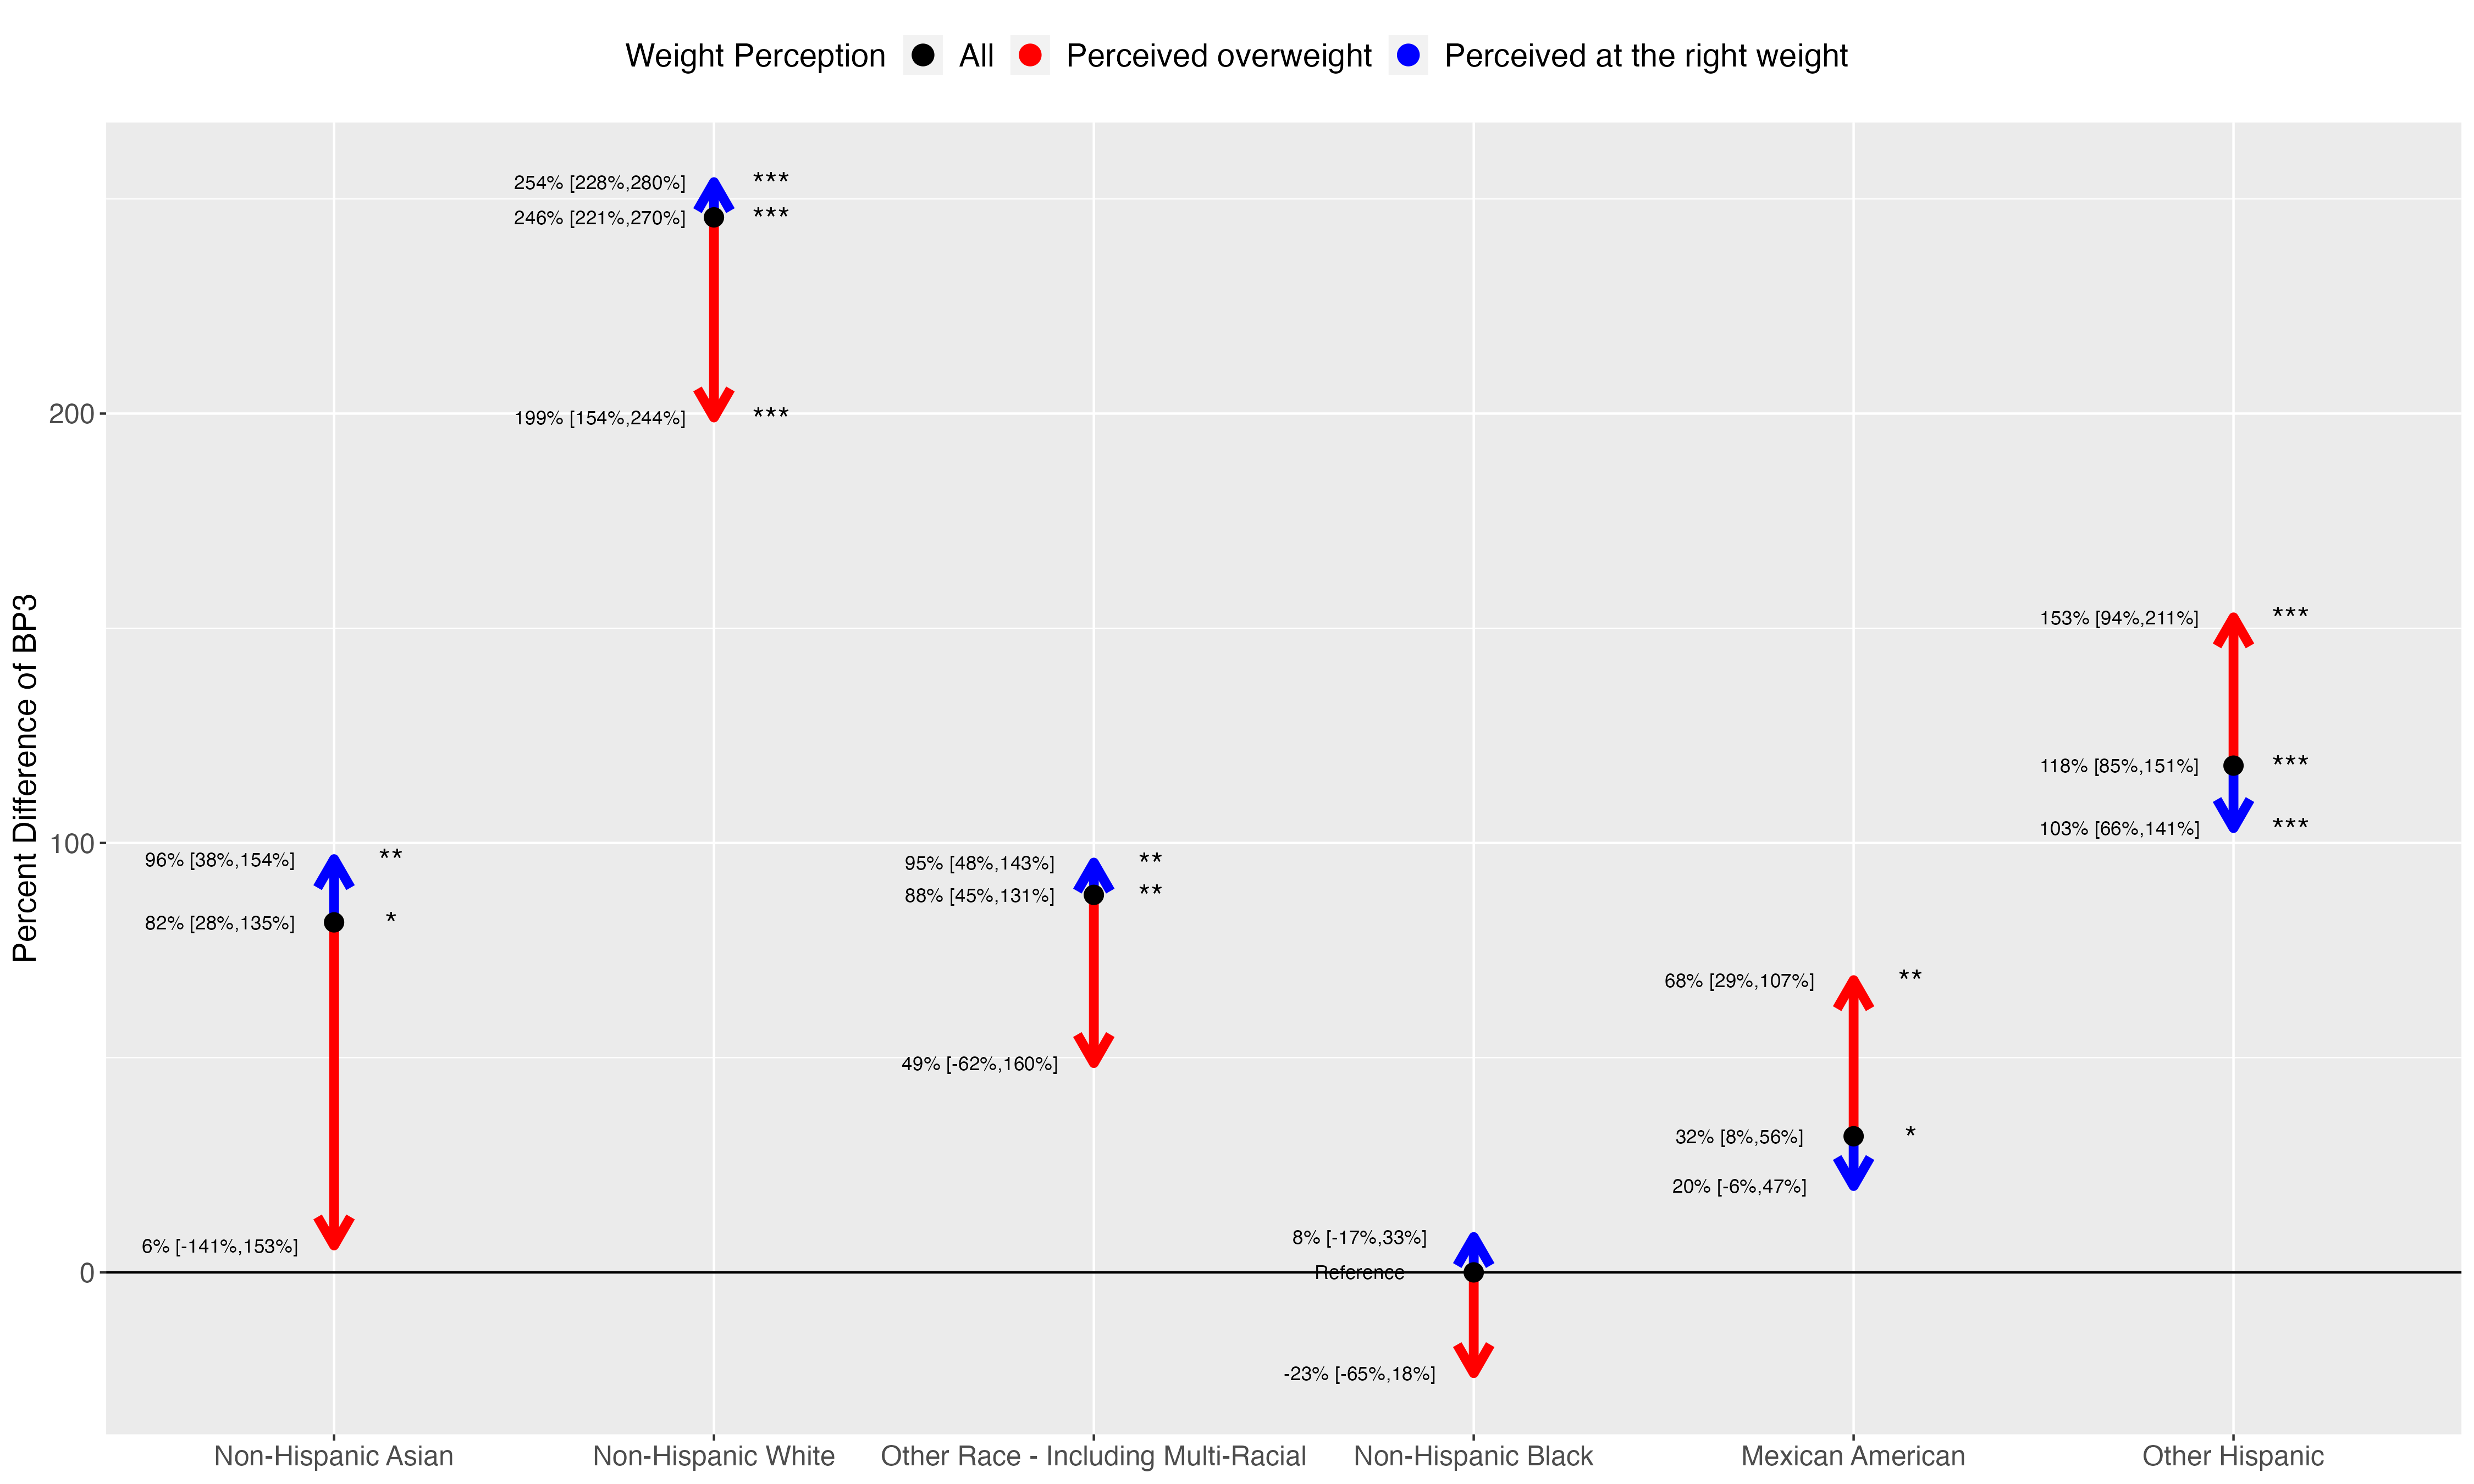 Weight Perception All Perceived overweight Perceived at the right weight
Percent Difference of BP3
200
100
0
254% [228%,280%] ***
246% [221%,270%] ***
199% [154%,244%] ***
153% [94%,211%] ***
118% [85%,151%] ***
103% [66%,141%] ***
96% [38%,154%] **
82% [28%,135%] *
6% [-141%,153%]
95% [48%,143%] **
88% [45%,131%] **
49% [-62%,160%]
8% [-17%,33%]
Reference
-23% [-65%,18%]
68% [29%,107%] **
32% [8%,56%] *
20% [-6%,47%]
Non-Hispanic Asian
Non-Hispanic White
Other Race - Including Multi-Racial
Non-Hispanic Black
Mexican American
Other Hispanic